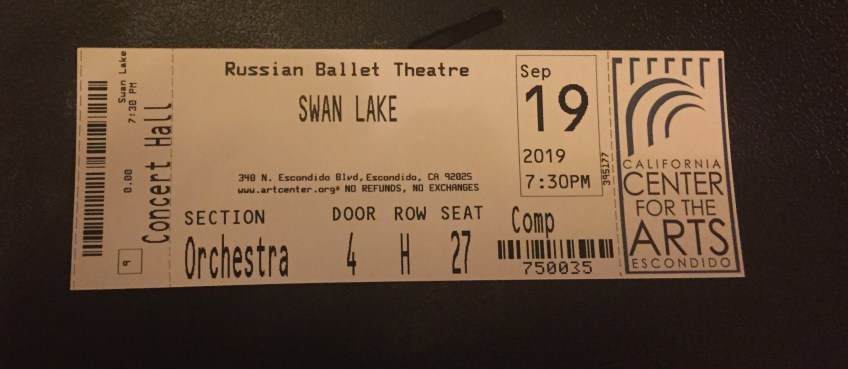 Swan Lake
7:30 PM
0.00
Concert Hall
Russian Ballet Theatre
SWAN LAKE
340 N. Escondido Blvd, Escondido, CA 92025
www.artcenter.org* NO REFUNDS, NO EXCHANGES
SECTION DOOR ROW SEAT
Orchestra 4 H 27
Sep
19
2019
7:30PM
395177
Comp
750035
CALIFORNIA
CENTER
FOR THE
ARTS
ESCONDIDO